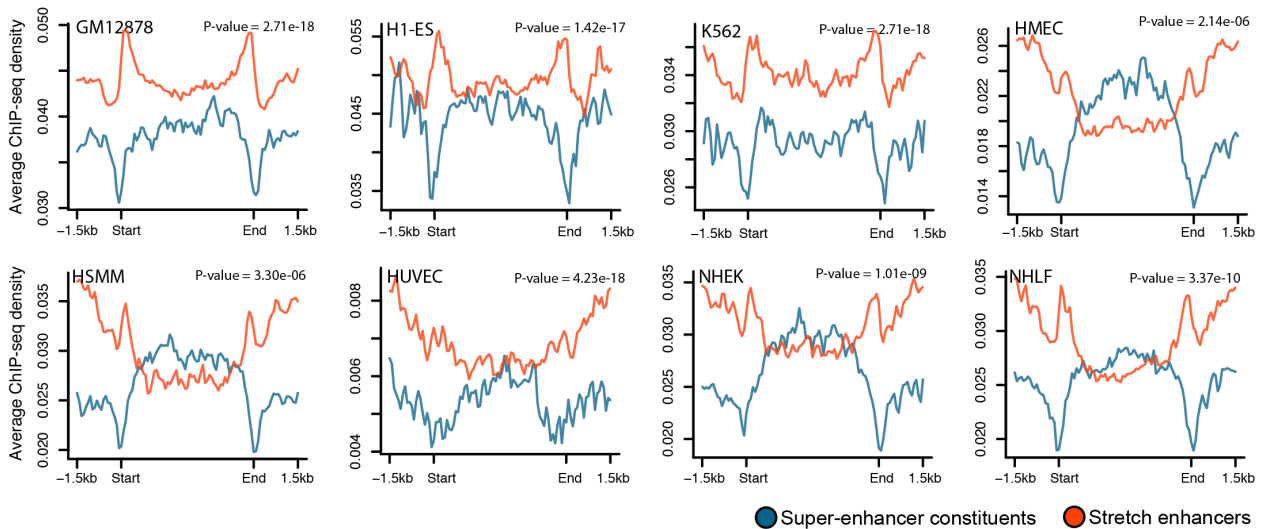 GM12878 P-value = 2.71e-18
H1-ES P-value = 1.42e-17
K562 P-value = 2.71e-18
HMEC P-value = 2.14e-06
Average ChIP-seq density
0.050
0.040
0.030
0.055
0.045
0.035
0.034
0.030
0.026
0.026
0.022
0.018
0.014
−1.5kb Start End 1.5kb
−1.5kb Start End 1.5kb
−1.5kb Start End 1.5kb
−1.5kb Start End 1.5kb
HSMM P-value = 3.30e-06
HUVEC P-value = 4.23e-18
NHEK P-value = 1.01e-09
NHLF P-value = 3.37e-10
Average ChIP-seq density
0.035
0.030
0.025
0.020
0.008
0.006
0.004
0.035
0.030
0.025
0.020
0.035
0.030
0.025
0.020
−1.5kb Start End 1.5kb
−1.5kb Start End 1.5kb
−1.5kb Start End 1.5kb
−1.5kb Start End 1.5kb
Super-enhancer constituents Stretch enhancers